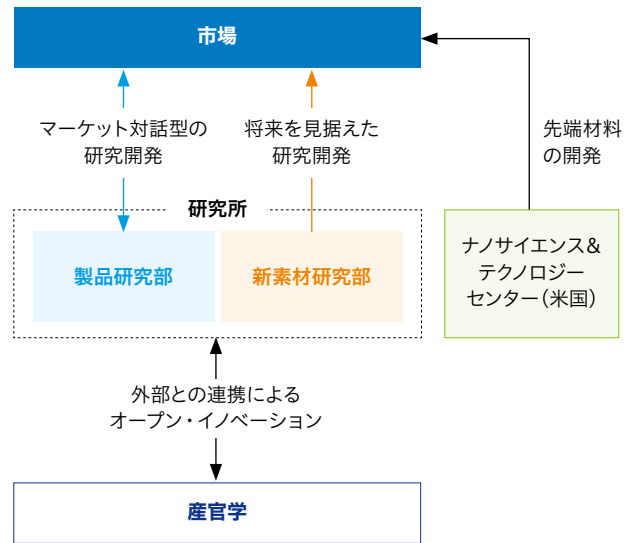 市場
マーケット対話型の
研究開発
将来を見据えた
研究開発
先端材料
の開発
研究所
製品研究部
新素材研究部
ナノサイエンス＆
テクノロジー
センター（米国）
外部との連携による
オープン・イノベーション
産官学